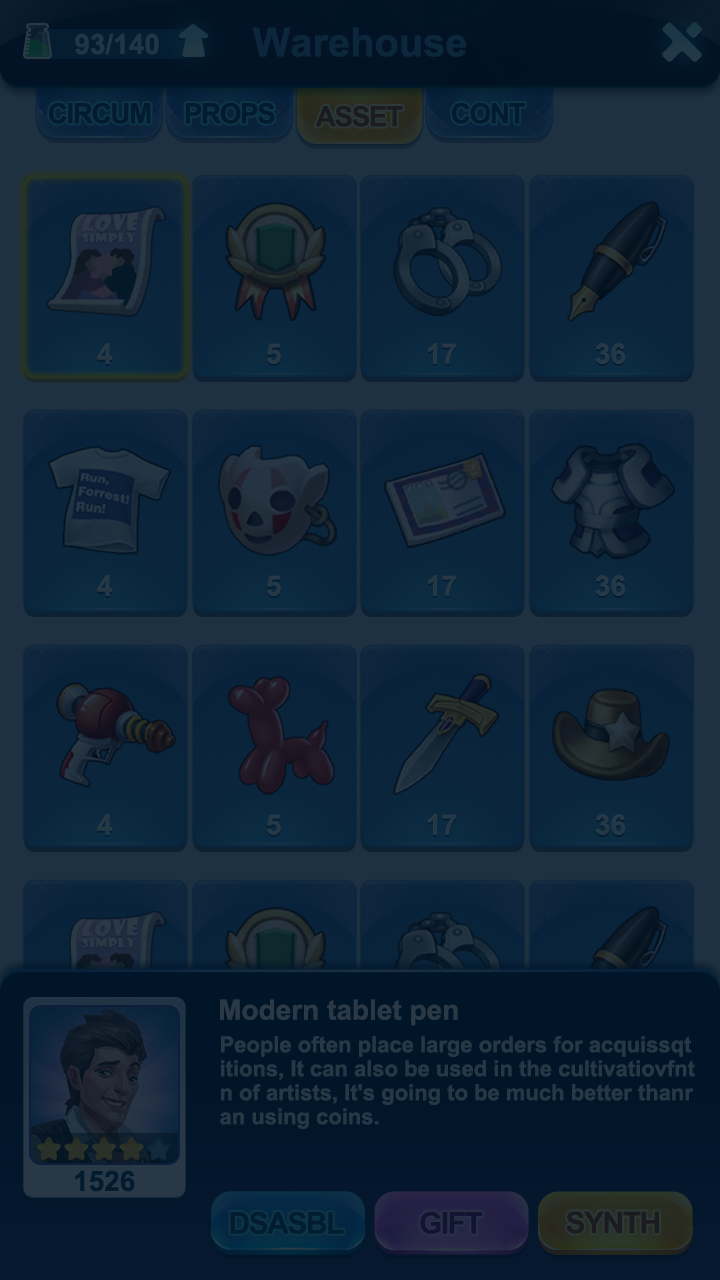 93/140
Warehouse
CIRCUM PROPS ASSET CONT
LOVE
SIMPLY
4 5 17 36
Run,
Forrest!
Run!
4 5 17 36
4 5 17 36
LOVE
SIMPLY
Modern tablet pen
People often place large orders for acquissqt
itions, It can also be used in the cultivatiovfnt
n of artists, It's going to be much better thanr
an using coins.
1526
DSASBL GIFT SYNTH